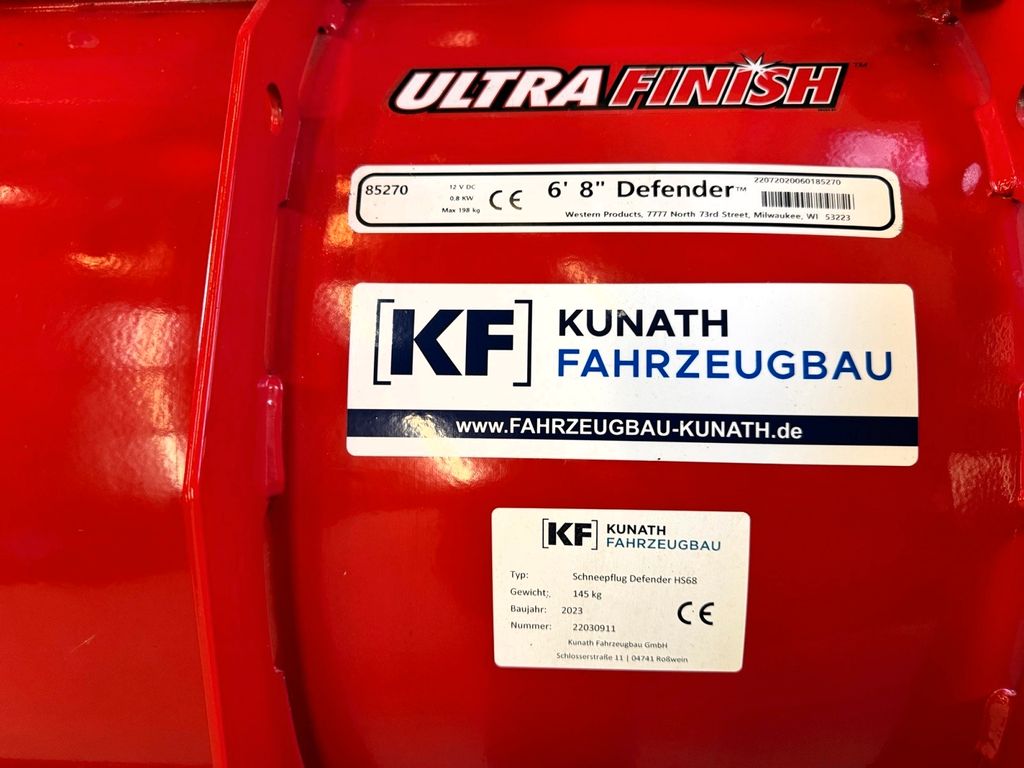 ULTRA FINISH™
85270
12 V DC
0.8 KW
Max 198 kg
CE
6' 8" Defender™
22072020060185270
Western Products, 7777 North 73rd Street, Milwaukee, WI 53223
[KF] KUNATH
FAHRZEUGBAU
www.FAHRZEUGBAU-KUNATH.de
[KF] KUNATH
FAHRZEUGBAU
Typ: Schneepflug Defender HS68
Gewicht: 145 kg
Baujahr: 2023
Nummer: 22030911
CE
Kunath Fahrzeugbau GmbH
Schlosserstraße 11 | 04741 Roßwein